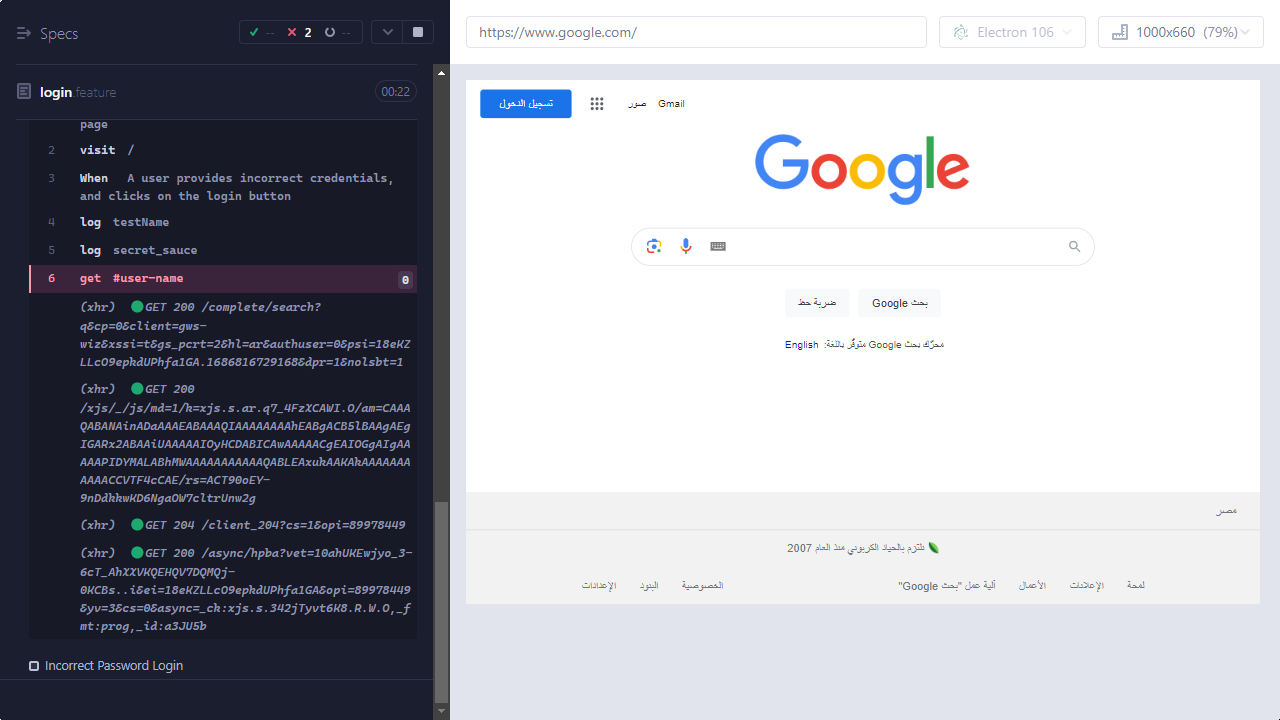 Specs
-- 2 --
login.feature 00:22
page
2 visit /
3 When A user provides incorrect credentials,
and clicks on the login button
4 log testName
5 log secret_sauce
6 get #user-name 0
(xhr) GET 200 /complete/search?
q&cp=0&client=gws-
wiz&xssi=t&gs_pcrt=2&hl=ar&authuser=0&psi=18eKZ
LLcO9epkdUPhfa1GA.1686816729168&dpr=1&nolsbt=1
(xhr) GET 200
/xjs/_/js/md=1/k=xjs.s.ar.q7_4FzXCAWI.O/am=CAAA
(xhr) GET 204 /client_204?cs=1&opi=89978449
(xhr) GET 200 /async/hpba?vet=10ahUKEwjyo_3-
6cT_AhXXVKQEHQV7DQMQj-
0KCBs..i&ei=18eKZLLcO9epkdUPhfa1GA&opi=89978449
&yv=3&cs=0&async=_ck:xjs.s.342jTyvt6K8.R.W.O,_f
mt:prog,_id:a3JU5b
Incorrect Password Login
https://www.google.com/
Electron 106
1000x660 (79%)
Gmail
صور
تسجيل الدخول
Google
بحث Google
ضربة حظ
محرّك بحث Google متوفّر باللغة: English
مصر
نلتزم بالحياد الكربوني منذ العام 2007
لمحة
الإعلانات
الأعمال
آلية عمل "بحث Google"
الخصوصية
البنود
الإعدادات